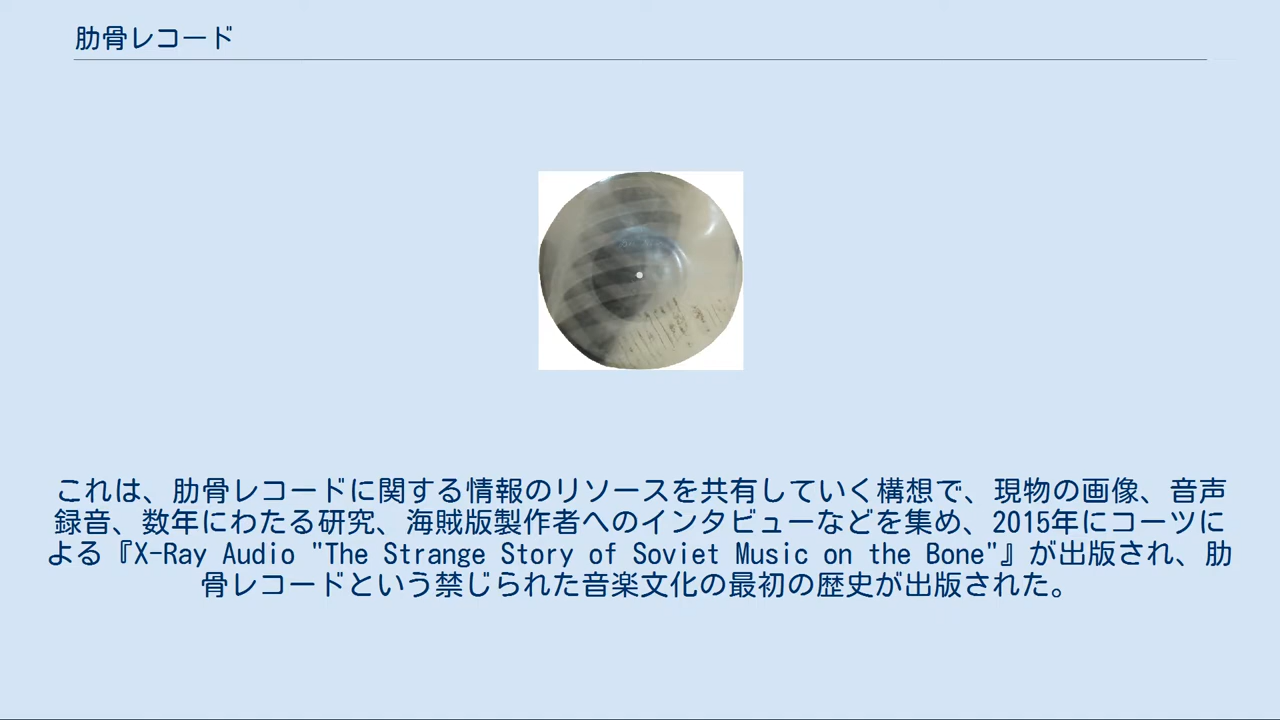 肋骨レコード
これは、肋骨レコードに関する情報のリソースを共有していく構想で、現物の画像、音声
録音、数年にわたる研究、海賊版製作者へのインタビューなどを集め、2015年にコーツに
よる『X-Ray Audio "The Strange Story of Soviet Music on the Bone"』が出版され、肋
骨レコードという禁じられた音楽文化の最初の歴史が出版された。